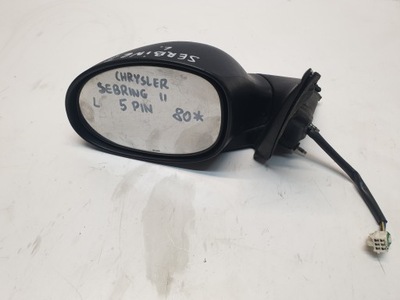 SEBRING
L
CHRYSLER
SEBRING II
L 5 PIN 80*